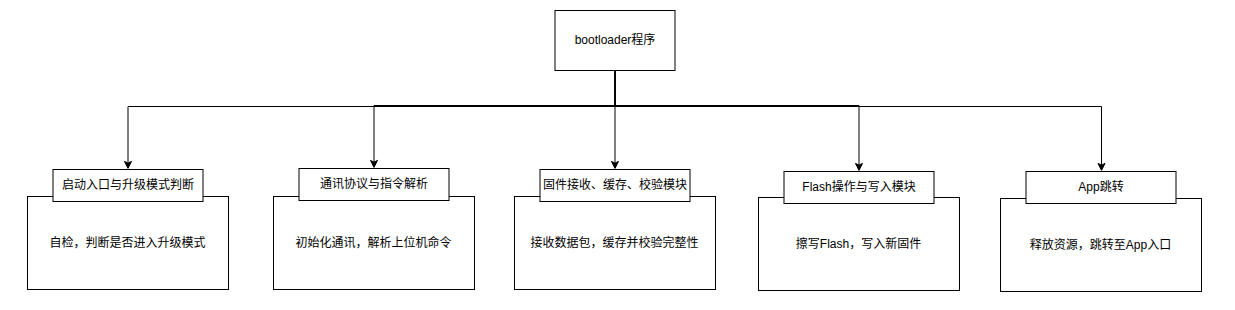 bootloader程序
启动入口与升级模式判断
自检，判断是否进入升级模式
通讯协议与指令解析
初始化通讯，解析上位机命令
固件接收、缓存、校验模块
接收数据包，缓存并校验完整性
Flash操作与写入模块
擦写Flash，写入新固件
App跳转
释放资源，跳转至App入口